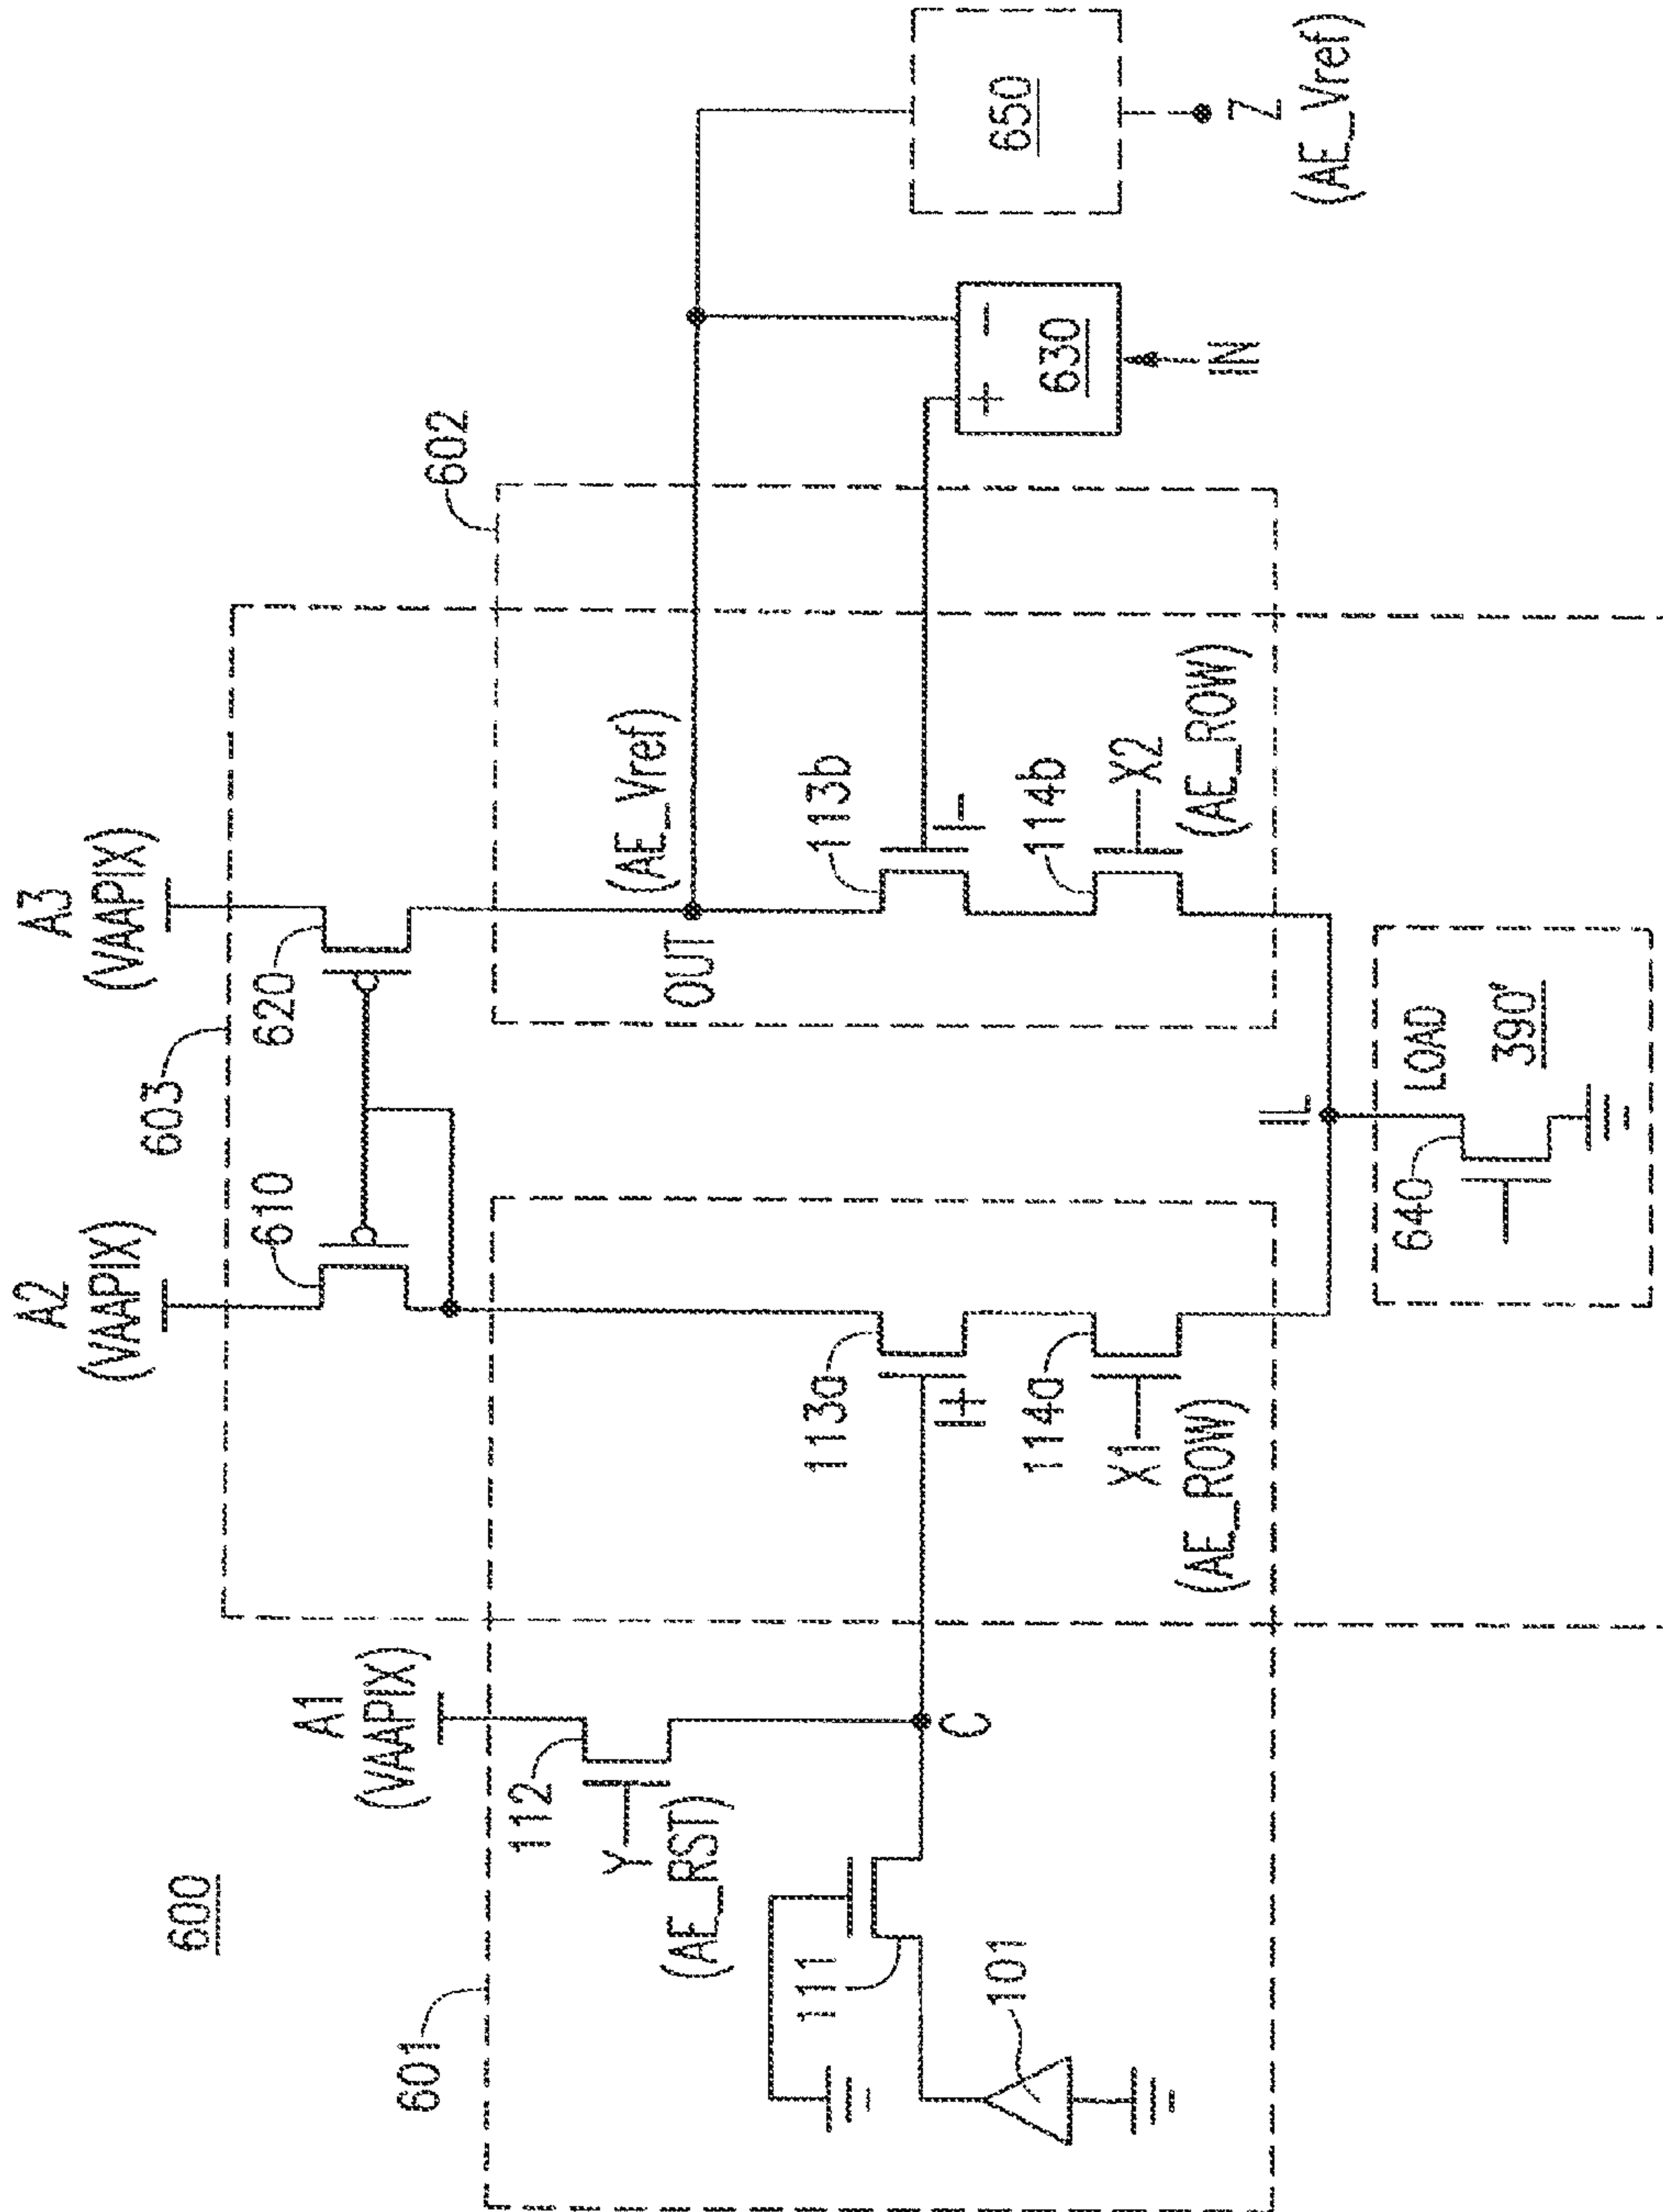 600
A2
(VAAPIX)
A3
(VAAPIX)
603
610
620
A1
(VAAPIX)
601
112
Y
(AE_RST)
602
OUT
(AE_Vref)
111
101
C
113a
I+
113b
I-
114a
X1
(AE_ROW)
114b
X2
(AE_ROW)
+
-
630
IN
650
Z
(AE_Vref)
IL
640
LOAD
390'